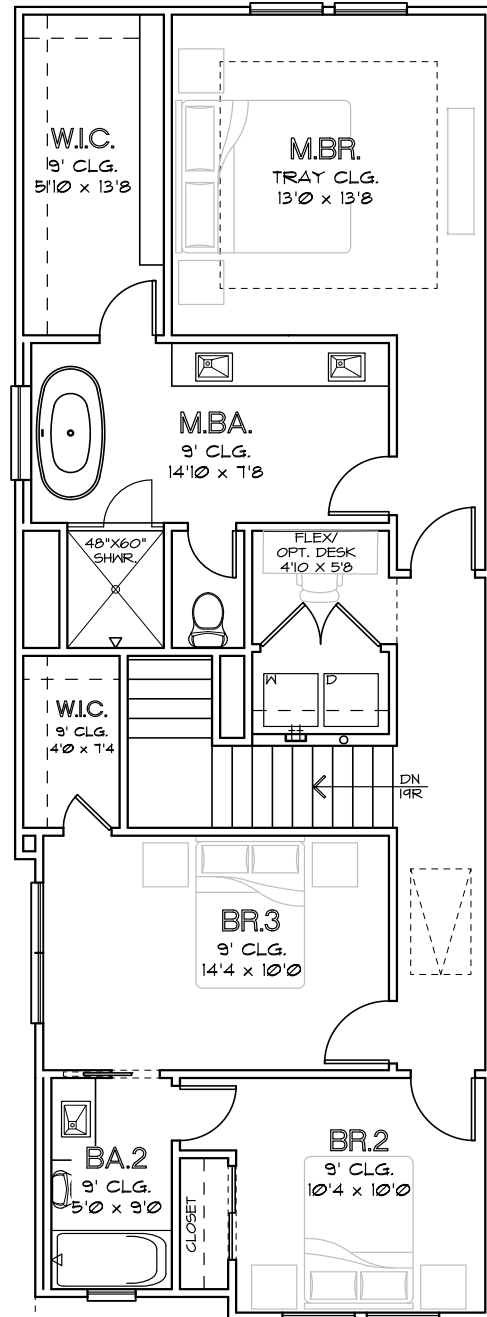 W.I.C.
9' CLG.
5'10 x 13'8
M.BR.
TRAY CLG.
13'0 x 13'8
M.BA.
9' CLG.
14'10 x 7'8
48"X60"
SHWR.
FLEX/
OPT. DESK
4'10 x 5'8
W
D
W.I.C.
9' CLG.
4'0 x 7'4
DN
19R
BR.3
9' CLG.
14'4 x 10'0
BA.2
9' CLG.
5'0 x 9'0
CLOSET
BR.2
9' CLG.
10'4 x 10'0